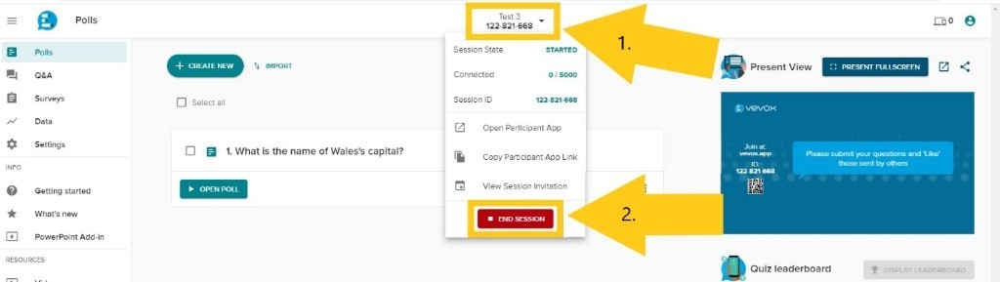 Polls
Test 3
122-821-668
0
1.
Polls
Q&A
Surveys
Data
Settings
INFO
Getting started
What's new
PowerPoint Add-in
RESOURCES
CREATE NEW
IMPORT
Select all
1. What is the name of Wales's capital?
OPEN POLL
Session State STARTED
Connected 0 / 5000
Session ID 122-821-668
Open Participant App
Copy Participant App Link
View Session Invitation
END SESSION
2.
Present View
PRESENT FULLSCREEN
vevox
Join at:
vevox.app
ID:
122 821 668
Please submit your questions and 'Like'
those sent by others
Quiz leaderboard
DISPLAY LEADERBOARD